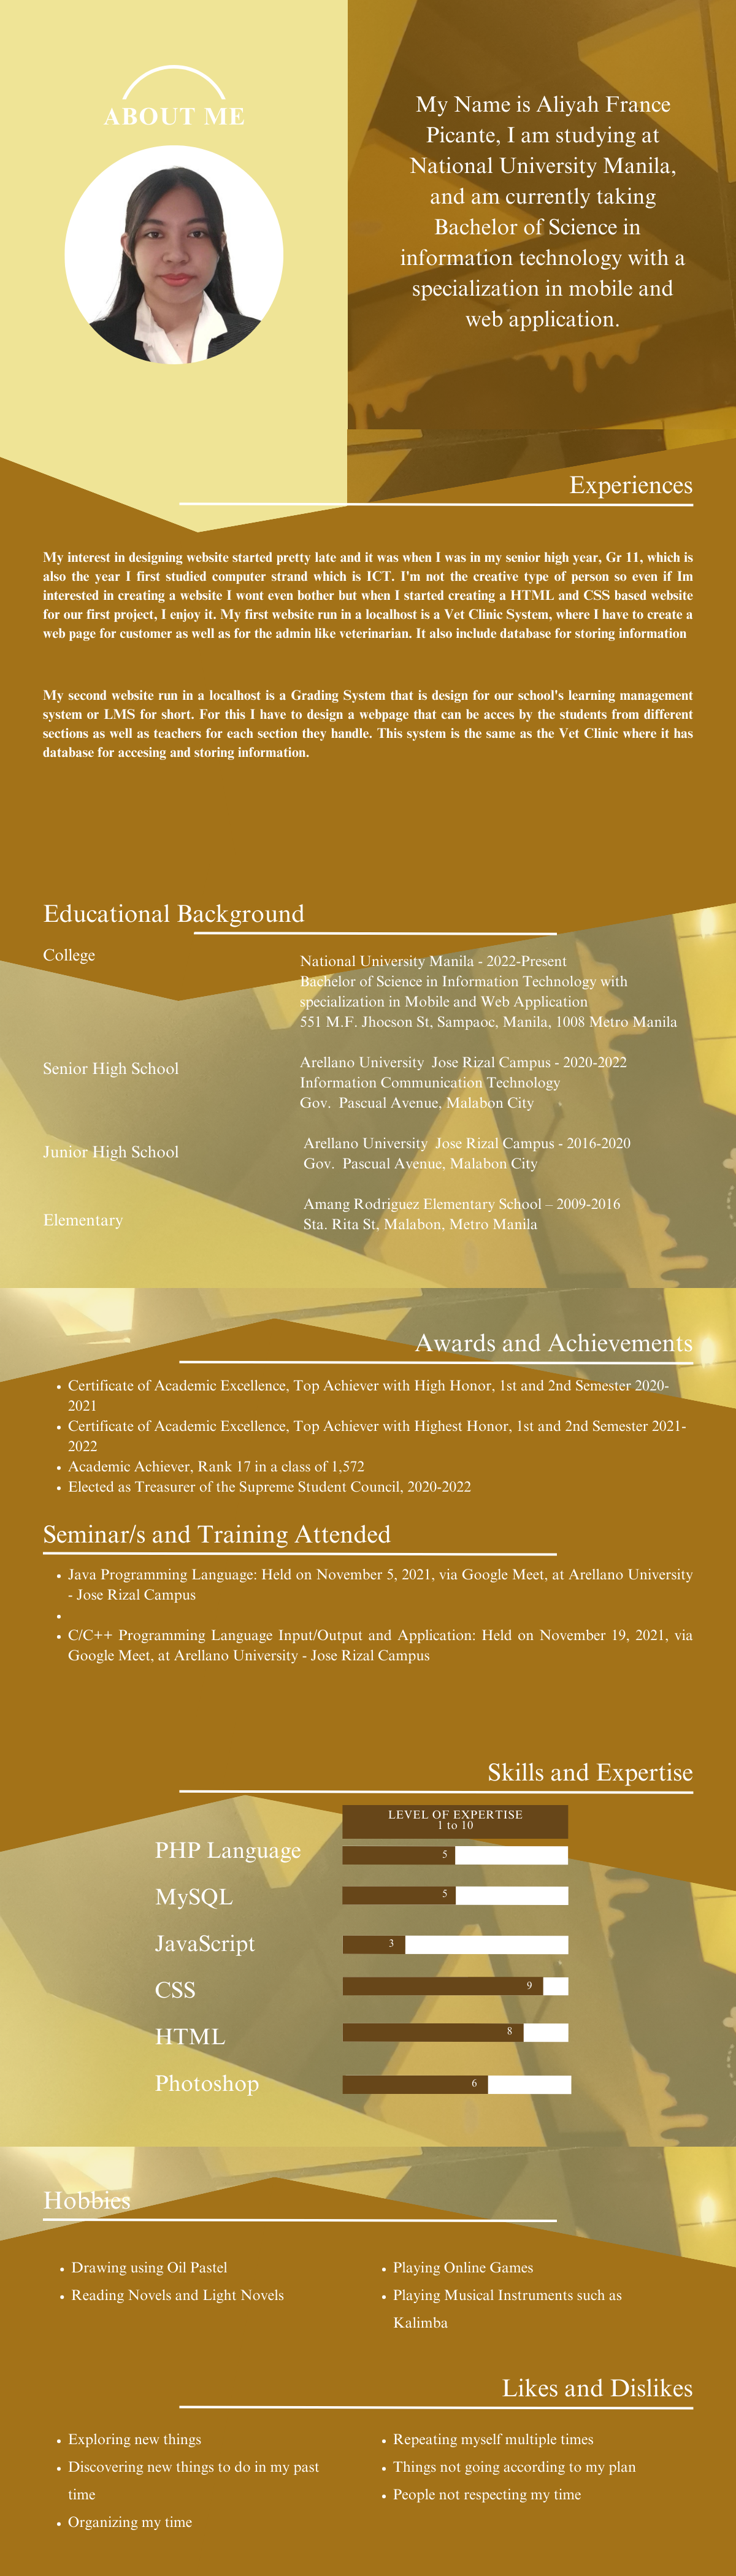 ABOUT ME
My Name is Aliyah France
Picante, I am studying at
National University Manila,
and am currently taking
Bachelor of Science in
information technology with a
specialization in mobile and
web application.
Experiences
My interest in designing website started pretty late and it was when I was in my senior high year, Gr 11, which is
also the year I first studied computer strand which is ICT. I'm not the creative type of person so even if Im
interested in creating a website I wont even bother but when I started creating a HTML and CSS based website
for our first project, I enjoy it. My first website run in a localhost is a Vet Clinic System, where I have to create a
web page for customer as well as for the admin like veterinarian. It also include database for storing information
My second website run in a localhost is a Grading System that is design for our school's learning management
system or LMS for short. For this I have to design a webpage that can be acces by the students from different
sections as well as teachers for each section they handle. This system is the same as the Vet Clinic where it has
database for accesing and storing information.
Educational Background
College
National University Manila - 2022-Present
Bachelor of Science in Information Technology with
specialization in Mobile and Web Application
551 M.F. Jhocson St, Sampaoc, Manila, 1008 Metro Manila
Senior High School
Arellano University Jose Rizal Campus - 2020-2022
Information Communication Technology
Gov. Pascual Avenue, Malabon City
Junior High School
Arellano University Jose Rizal Campus - 2016-2020
Gov. Pascual Avenue, Malabon City
Elementary
Amang Rodriguez Elementary School – 2009-2016
Sta. Rita St, Malabon, Metro Manila
Awards and Achievements
• Certificate of Academic Excellence, Top Achiever with High Honor, 1st and 2nd Semester 2020-
2021
• Certificate of Academic Excellence, Top Achiever with Highest Honor, 1st and 2nd Semester 2021-
2022
• Academic Achiever, Rank 17 in a class of 1,572
• Elected as Treasurer of the Supreme Student Council, 2020-2022
Seminar/s and Training Attended
• Java Programming Language: Held on November 5, 2021, via Google Meet, at Arellano University
- Jose Rizal Campus
•
• C/C++ Programming Language Input/Output and Application: Held on November 19, 2021, via
Google Meet, at Arellano University - Jose Rizal Campus
Skills and Expertise
LEVEL OF EXPERTISE
1 to 10
PHP Language 5
MySQL 5
JavaScript 3
CSS 9
HTML 8
Photoshop 6
Hobbies
• Drawing using Oil Pastel
• Reading Novels and Light Novels
• Playing Online Games
• Playing Musical Instruments such as
Kalimba
Likes and Dislikes
• Exploring new things
• Discovering new things to do in my past
time
• Organizing my time
• Repeating myself multiple times
• Things not going according to my plan
• People not respecting my time